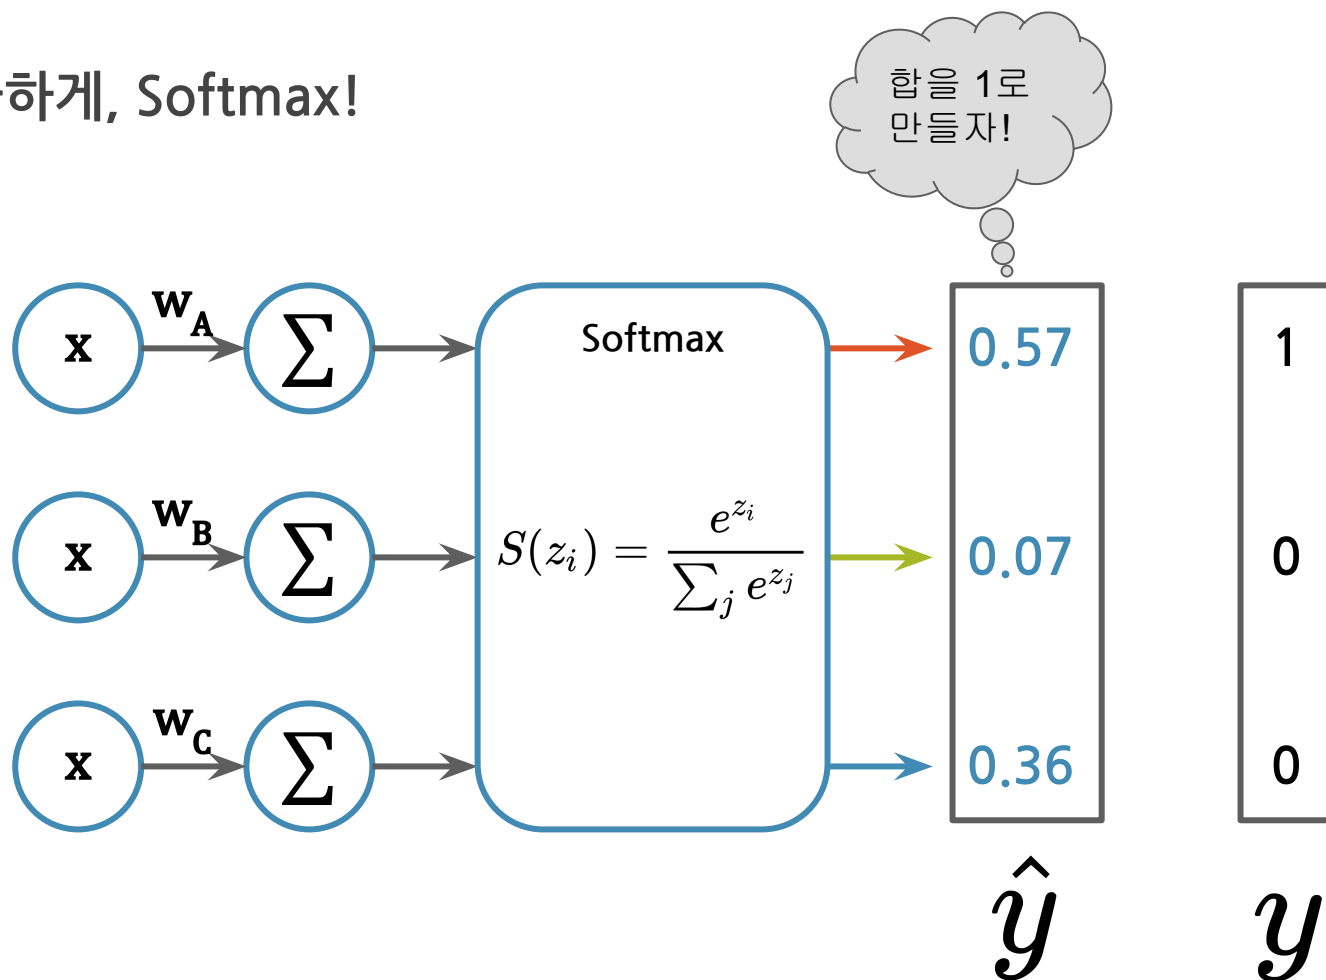 하게, Softmax!
합을 1로
만들자!
x w_A ∑
Softmax
0.57 1
x w_B ∑
S(z_i) = e^{z_i} / ∑_j e^{z_j}
0.07 0
x w_C ∑
0.36 0
ŷ y